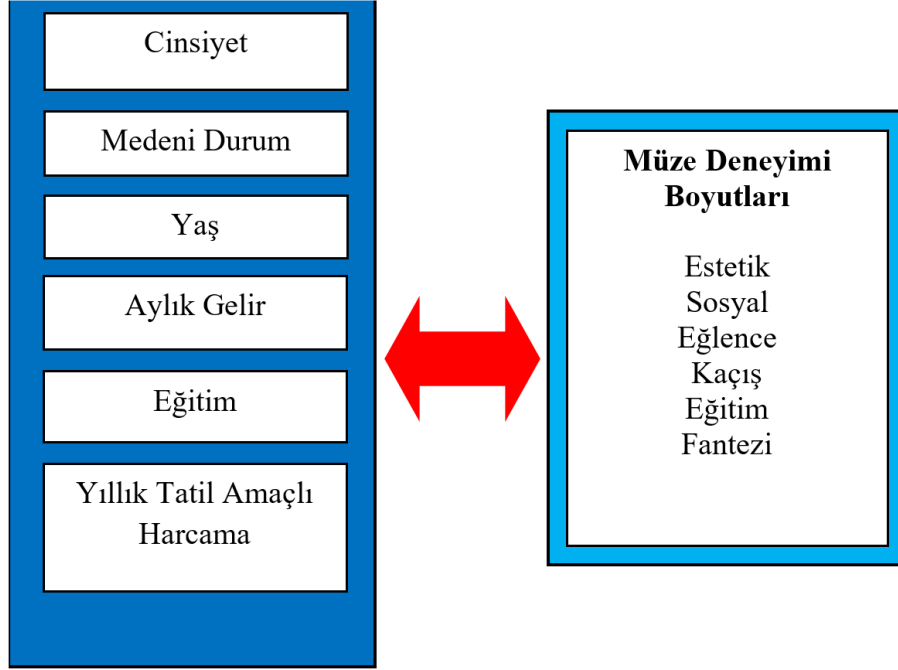 Cinsiyet
Medeni Durum
Yaş
Aylık Gelir
Eğitim
Yıllık Tatil Amaçlı
Harcama
Müze Deneyimi
Boyutları
Estetik
Sosyal
Eğlence
Kaçış
Eğitim
Fantezi